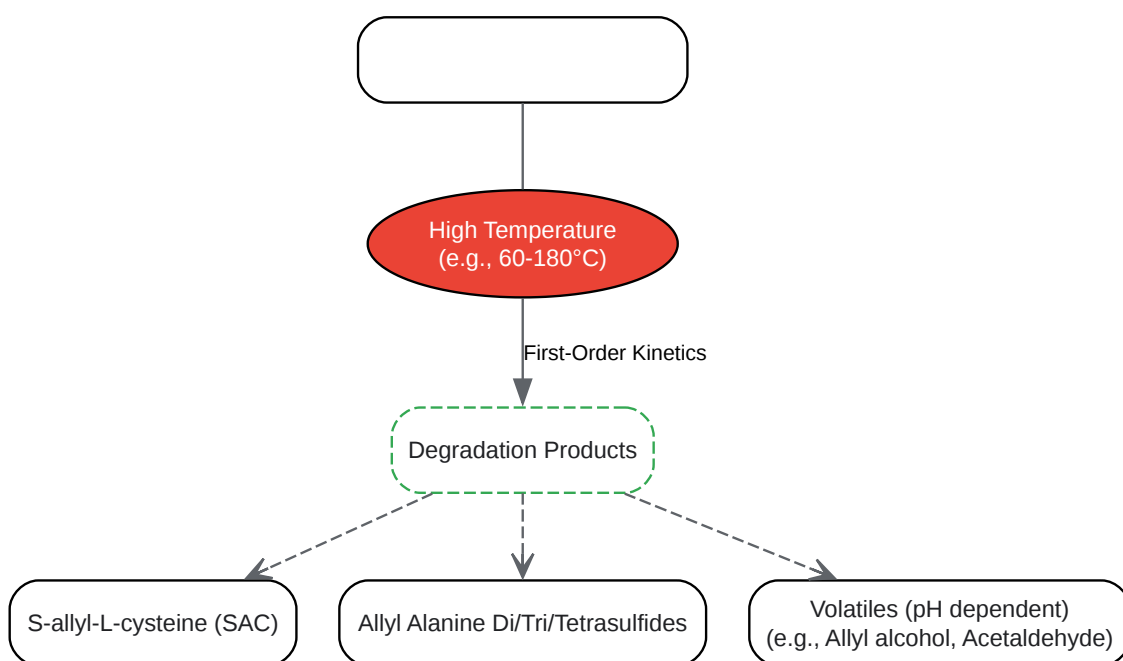 High Temperature
(e.g., 60-180°C)
First-Order Kinetics
Degradation Products
S-allyl-L-cysteine (SAC)
Allyl Alanine Di/Tri/Tetrasulfides
Volatiles (pH dependent)
(e.g., Allyl alcohol, Acetaldehyde)